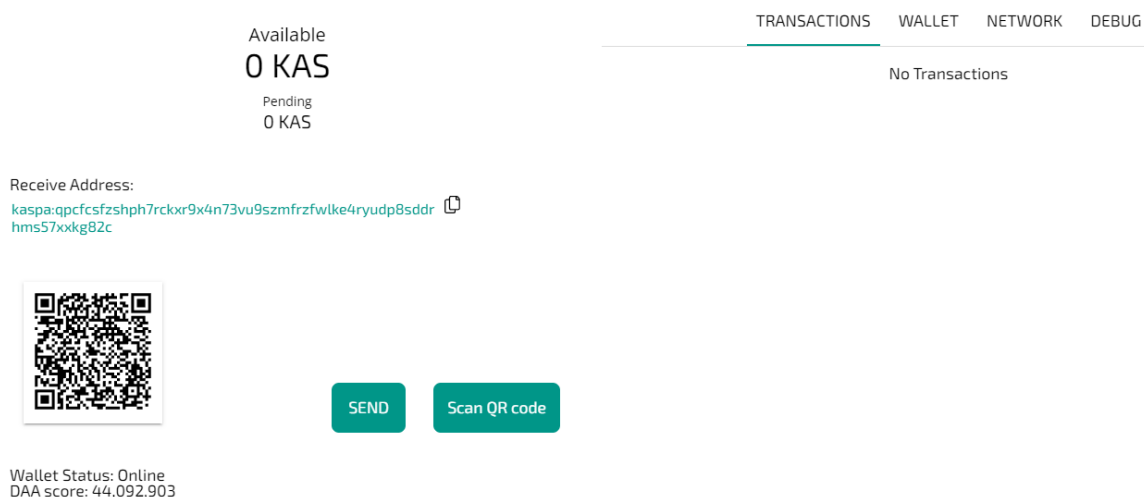 TRANSACTIONS WALLET NETWORK DEBUG
Available
0 KAS
Pending
0 KAS
No Transactions
Receive Address:
kaspa:qpcfcsfzshph7rckxr9x4n73vu9szmfrzfwlke4ryudp8sddr
hms57xxkg82c
SEND
Scan QR code
Wallet Status: Online
DAA score: 44,092,903